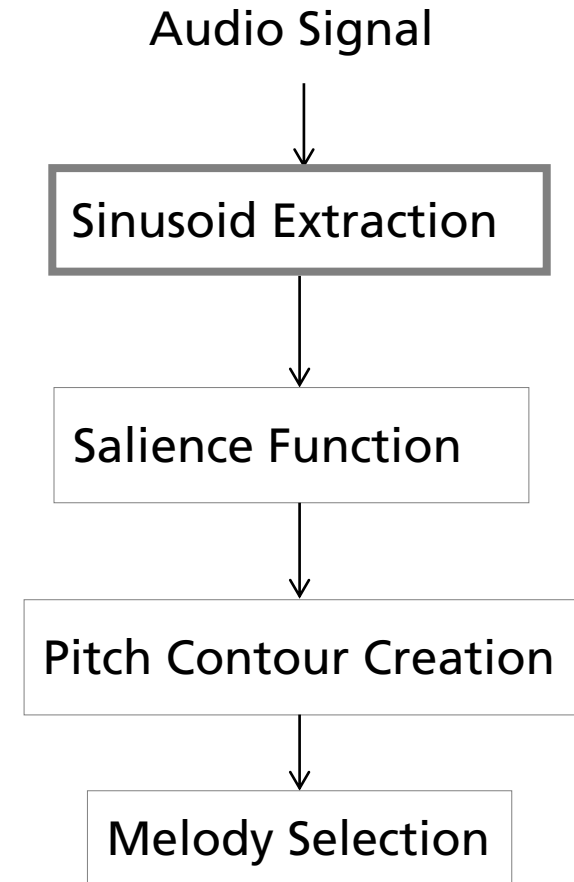 Audio Signal
Sinusoid Extraction
Salience Function
Pitch Contour Creation
Melody Selection